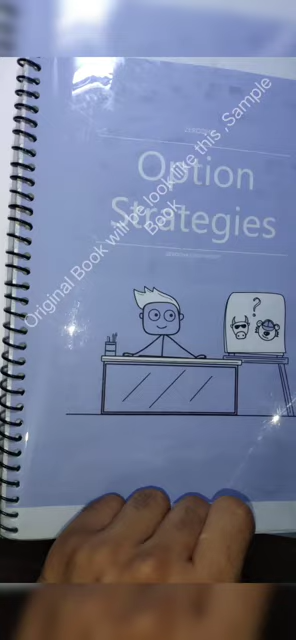 Option
Strategies
?
Original Book will be look like this ,Sample
Book